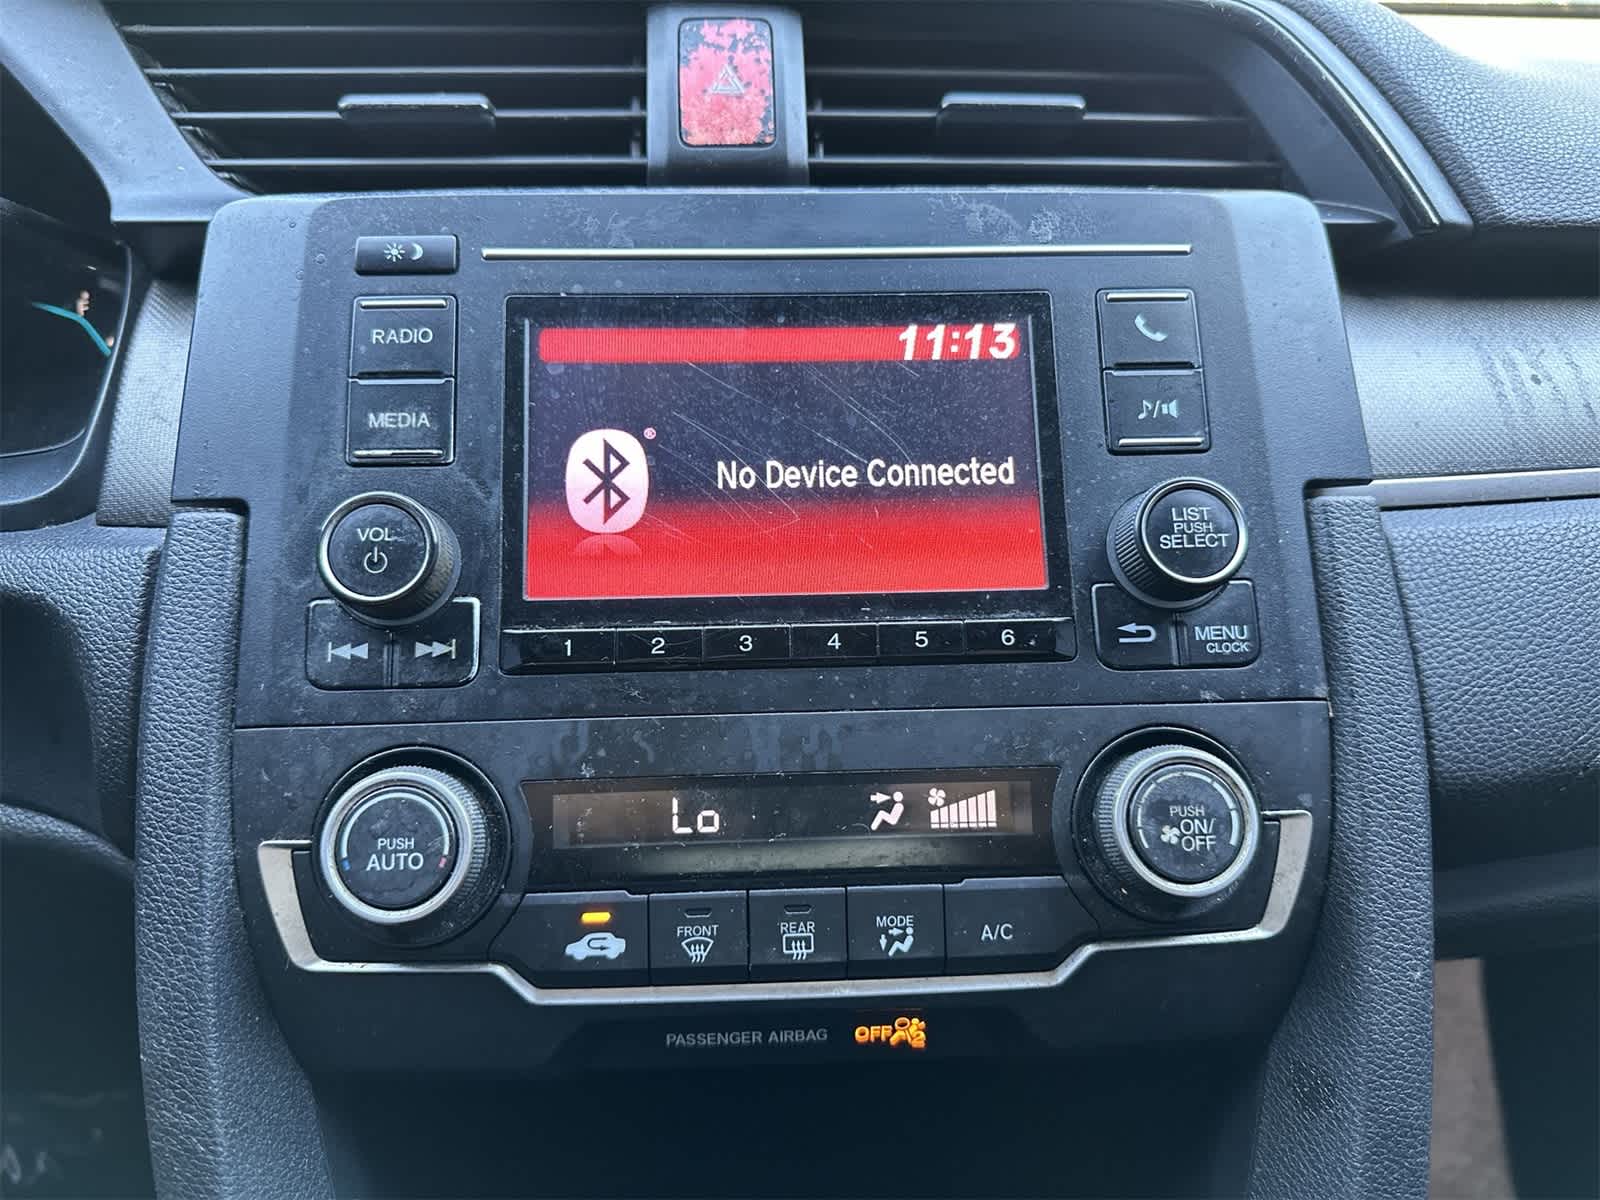 RADIO
MEDIA
11:13
®
No Device Connected
VOL
LIST
PUSH
SELECT
1 2 3 4 5 6
MENU
CLOCK
PUSH
AUTO
Lo
PUSH
ON/
OFF
FRONT
REAR
MODE
A/C
PASSENGER AIRBAG OFF 2